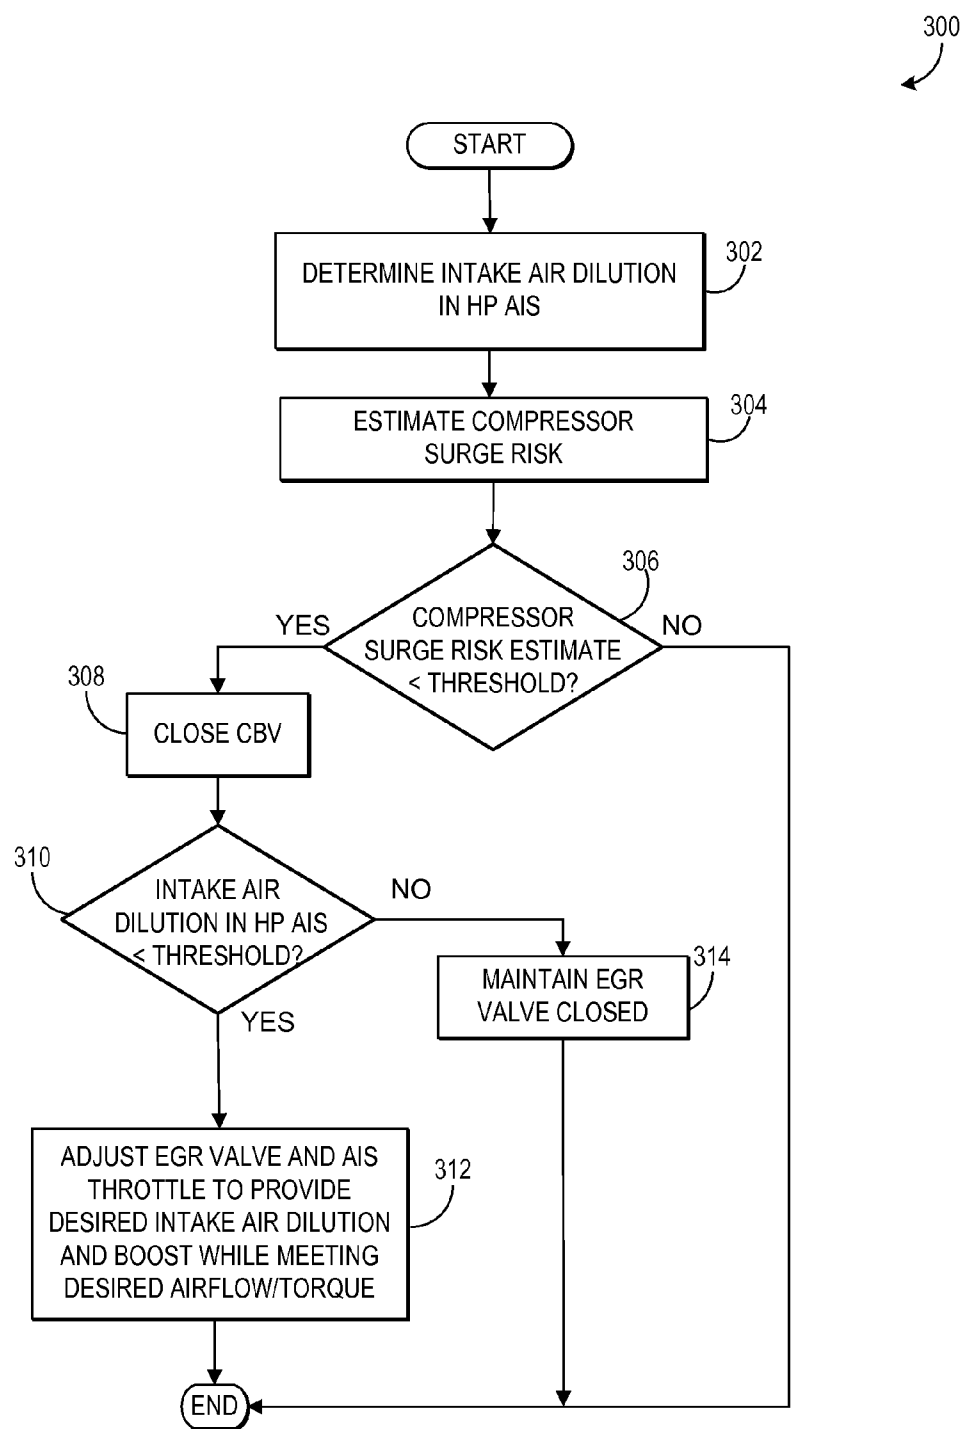 300
START
DETERMINE INTAKE AIR DILUTION
IN HP AIS
302
ESTIMATE COMPRESSOR
SURGE RISK
304
306
COMPRESSOR
SURGE RISK ESTIMATE
< THRESHOLD?
YES
NO
308
CLOSE CBV
310
INTAKE AIR
DILUTION IN HP AIS
< THRESHOLD?
NO
YES
314
MAINTAIN EGR
VALVE CLOSED
ADJUST EGR VALVE AND AIS
THROTTLE TO PROVIDE
DESIRED INTAKE AIR DILUTION
AND BOOST WHILE MEETING
DESIRED AIRFLOW/TORQUE
312
END